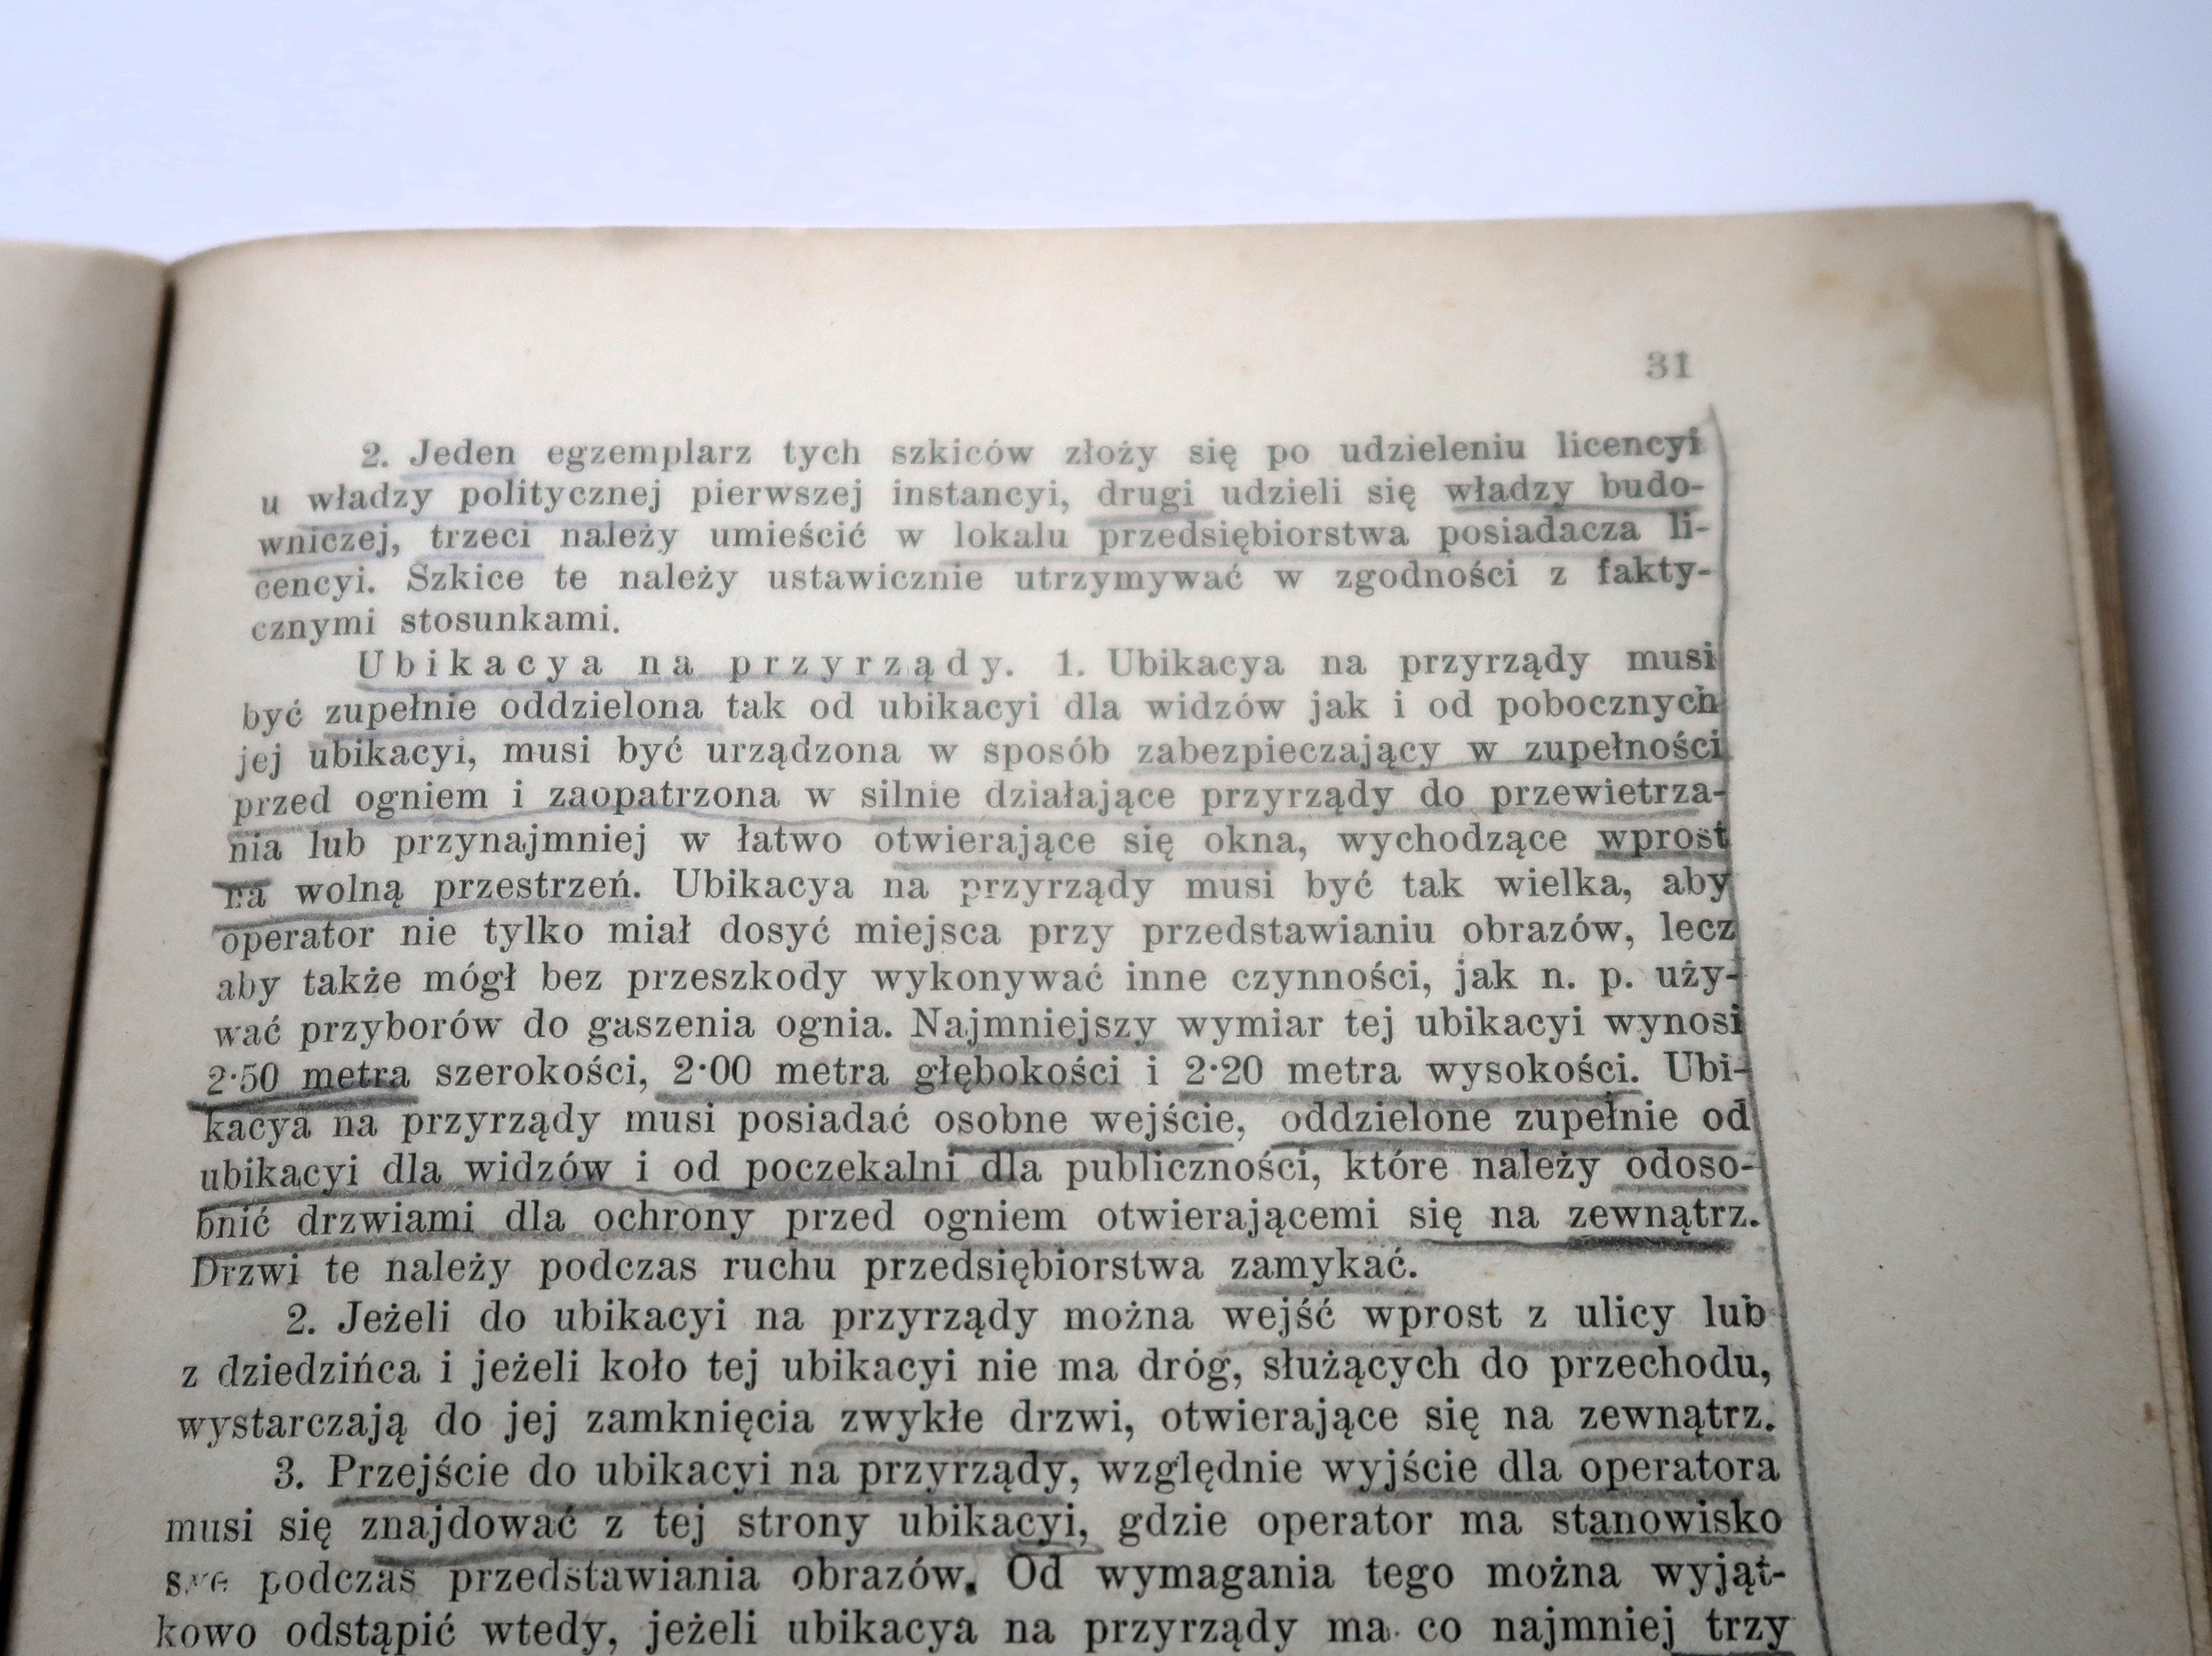 31
2. Jeden egzemplarz tych szkiców złoży się po udzieleniu licencyi
u władzy politycznej pierwszej instancyi, drugi udzieli się władzy budo-
wniczej, trzeci należy umieścić w lokalu przedsiębiorstwa posiadacza li-
cencyi. Szkice te należy ustawicznie utrzymywać w zgodności z fakty-
cznymi stosunkami.
Ubikacya na przyrządy. 1. Ubikacya na przyrządy musi
być zupełnie oddzielona tak od ubikacyi dla widzów jak i od pobocznych
jej ubikacyi, musi być urządzona w sposób zabezpieczający w zupełności
przed ogniem i zaopatrzona w silnie działające przyrządy do przewietrza-
nia lub przynajmniej w łatwo otwierające się okna, wychodzące wprost
na wolną przestrzeń. Ubikacya na przyrządy musi być tak wielka, aby
operator nie tylko miał dosyć miejsca przy przedstawianiu obrazów, lecz
aby także mógł bez przeszkody wykonywać inne czynności, jak n. p. uży-
wać przyborów do gaszenia ognia. Najmniejszy wymiar tej ubikacyi wynosi
2·50 metra szerokości, 2·00 metra głębokości i 2·20 metra wysokości. Ubi-
kacya na przyrządy musi posiadać osobne wejście, oddzielone zupełnie od
ubikacyi dla widzów i od poczekalni dla publiczności, które należy odoso-
bnić drzwiami dla ochrony przed ogniem otwierającemi się na zewnątrz.
Drzwi te należy podczas ruchu przedsiębiorstwa zamykać.
2. Jeżeli do ubikacyi na przyrządy można wejść wprost z ulicy lub
z dziedzińca i jeżeli koło tej ubikacyi nie ma dróg, służących do przechodu,
wystarczają do jej zamknięcia zwykłe drzwi, otwierające się na zewnątrz.
3. Przejście do ubikacyi na przyrządy, względnie wyjście dla operatora
musi się znajdować z tej strony ubikacyi, gdzie operator ma stanowisko
swe podczas przedstawiania obrazów. Od wymagania tego można wyjąt-
kowo odstąpić wtedy, jeżeli ubikacya na przyrządy ma co najmniej trzy